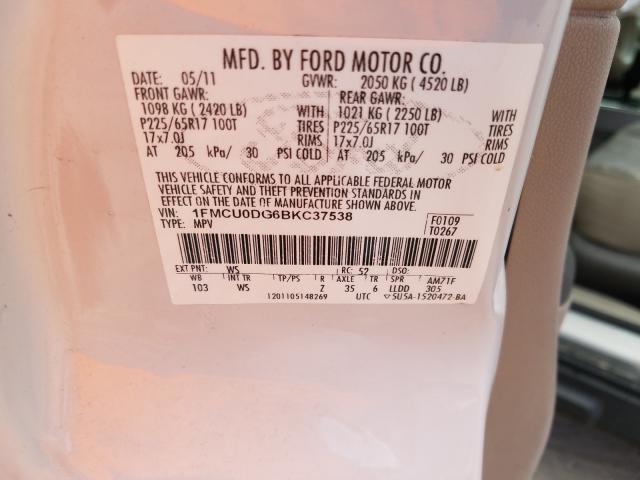 MFD. BY FORD MOTOR CO.
DATE: 05/11 GVWR: 2050 KG ( 4520 LB)
FRONT GAWR: REAR GAWR:
1098 KG ( 2420 LB) WITH 1021 KG ( 2250 LB) WITH
P225/65R17 100T TIRES P225/65R17 100T TIRES
17x7.0J RIMS 17x7.0J RIMS
AT 205 kPa/ 30 PSI COLD AT 205 kPa/ 30 PSI COLD
THIS VEHICLE CONFORMS TO ALL APPLICABLE FEDERAL MOTOR
VEHICLE SAFETY AND THEFT PREVENTION STANDARDS IN
EFFECT ON THE DATE OF MANUFACTURE SHOWN ABOVE.
VIN: 1FMCU0DG6BKC37538 F0109
TYPE: MPV T0267
EXT PNT: WS RC: 52 DSO:
WB INT TR TP/PS R AXLE TR SPR AM71F
103 WS Z 35 6 LLDD 305
1201105148269 UTC ▽5U5A-1520472-BA